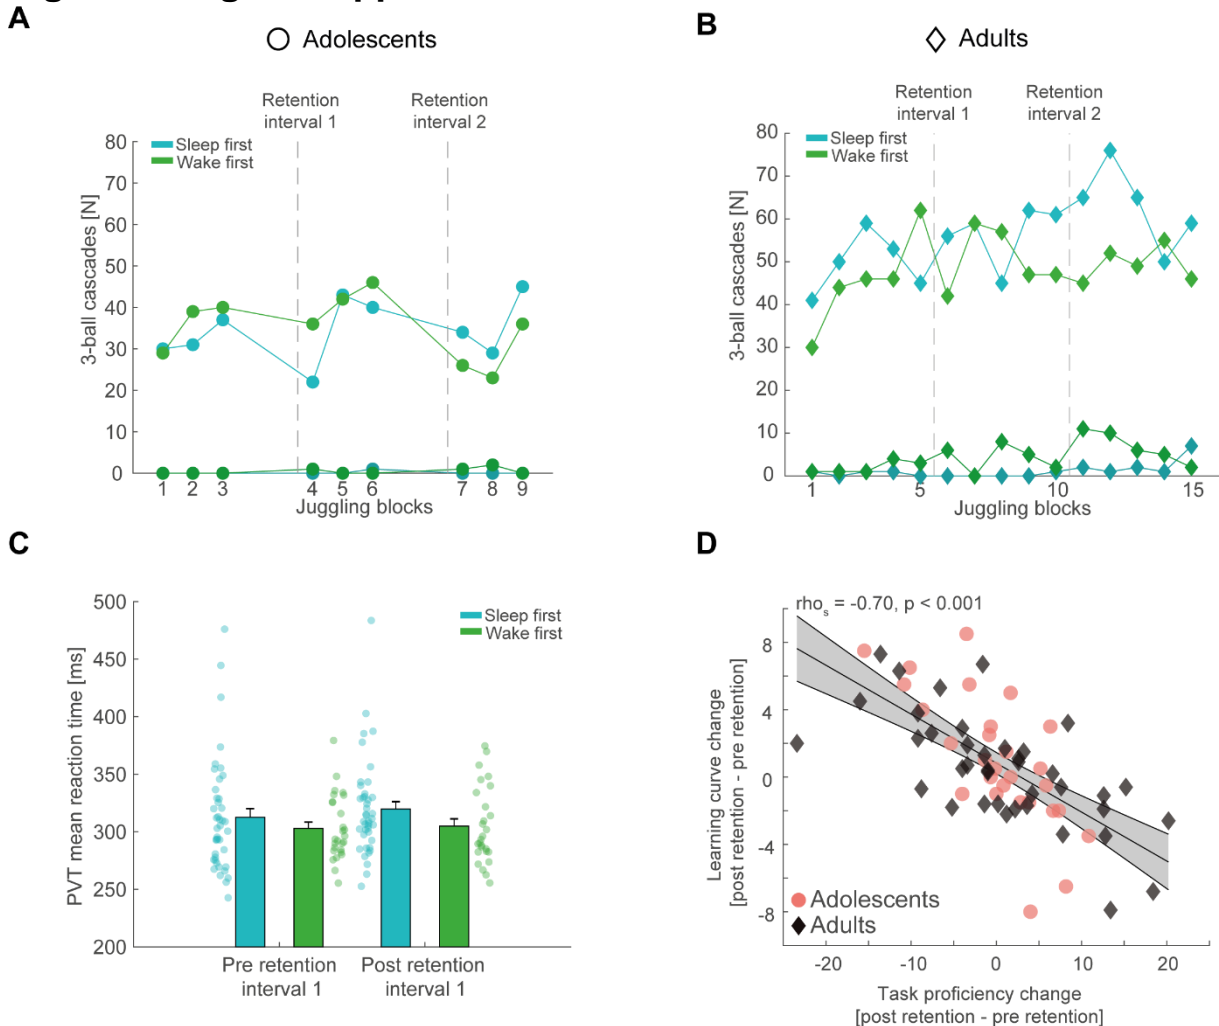 A
Adolescents
Retention interval 1
Retention interval 2
Sleep first
Wake first
3-ball cascades [N]
80
70
60
50
40
30
20
10
0
1 2 3 4 5 6 7 8 9
Juggling blocks
B
Adults
Retention interval 1
Retention interval 2
Sleep first
Wake first
3-ball cascades [N]
80
70
60
50
40
30
20
10
0
1 5 10 15
Juggling blocks
C
PVT mean reaction time [ms]
500
450
400
350
300
250
200
Sleep first
Wake first
Pre retention interval 1
Post retention interval 1
D
rhos = -0.70, p < 0.001
Learning curve change
[post retention - pre retention]
8
4
0
-4
-8
Adolescents
Adults
-20 -10 0 10 20
Task proficiency change
[post retention - pre retention]